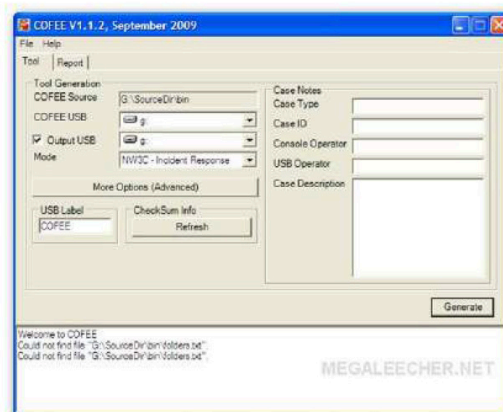 COFEE V1.1.2, September 2009
File Help
Tool Report
Tool Generation
COFEE Source G:\SourceDir\bin
COFEE USB g:
Output USB g:
Mode NW3C - Incident Response
More Options (Advanced)
USB Label
COFEE
CheckSum Info
Refresh
Case Notes
Case Type
Case ID
Console Operator
USB Operator
Case Description
Generate
Welcome to COFEE
Could not find file "G:\SourceDir\bin\folders.txt".
Could not find file "G:\SourceDir\bin\folders.txt".
MEGALEECHER.NET